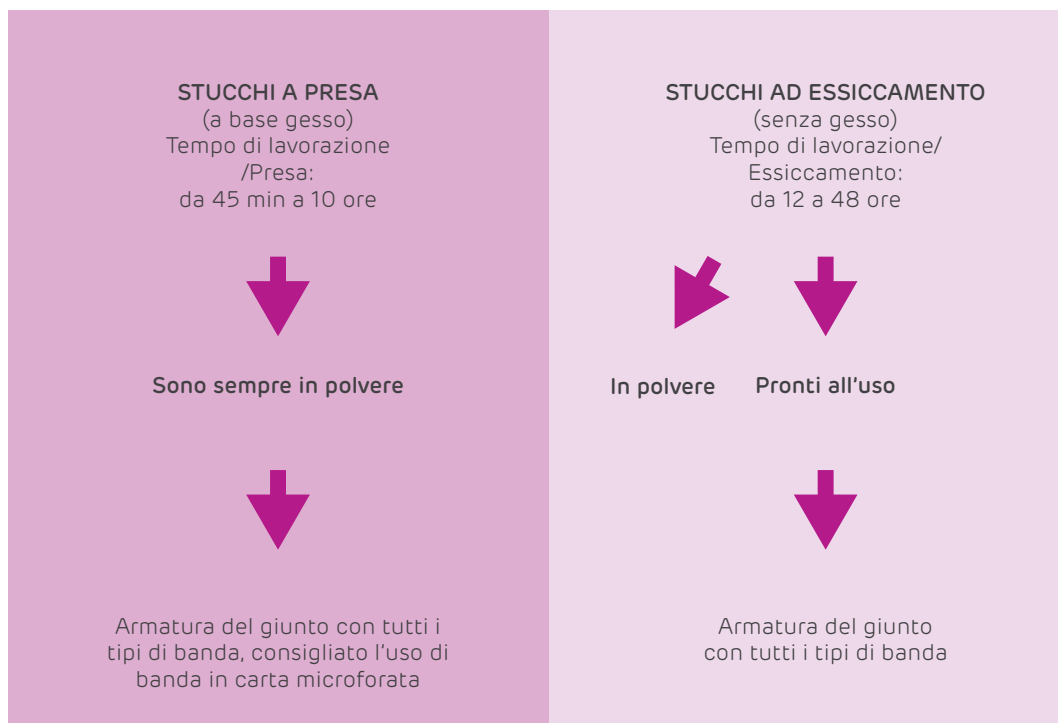 STUCCHI A PRESA
(a base gesso)
Tempo di lavorazione
/Presa:
da 45 min a 10 ore
Sono sempre in polvere
Armatura del giunto con tutti i
tipi di banda, consigliato l'uso di
banda in carta microforata
STUCCHI AD ESSICCAMENTO
(senza gesso)
Tempo di lavorazione/
Essiccamento:
da 12 a 48 ore
In polvere
Pronti all'uso
Armatura del giunto
con tutti i tipi di banda